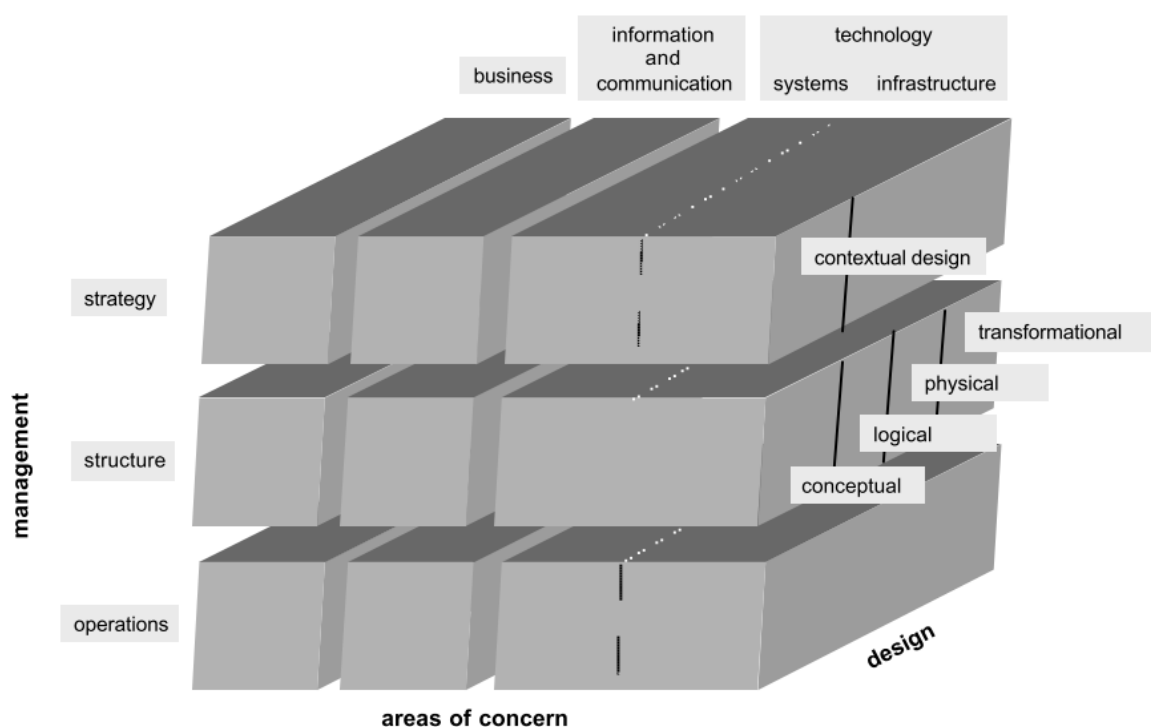 information
and
communication
technology
business
systems infrastructure
contextual design
strategy
transformational
physical
management
logical
structure
conceptual
operations
design
areas of concern